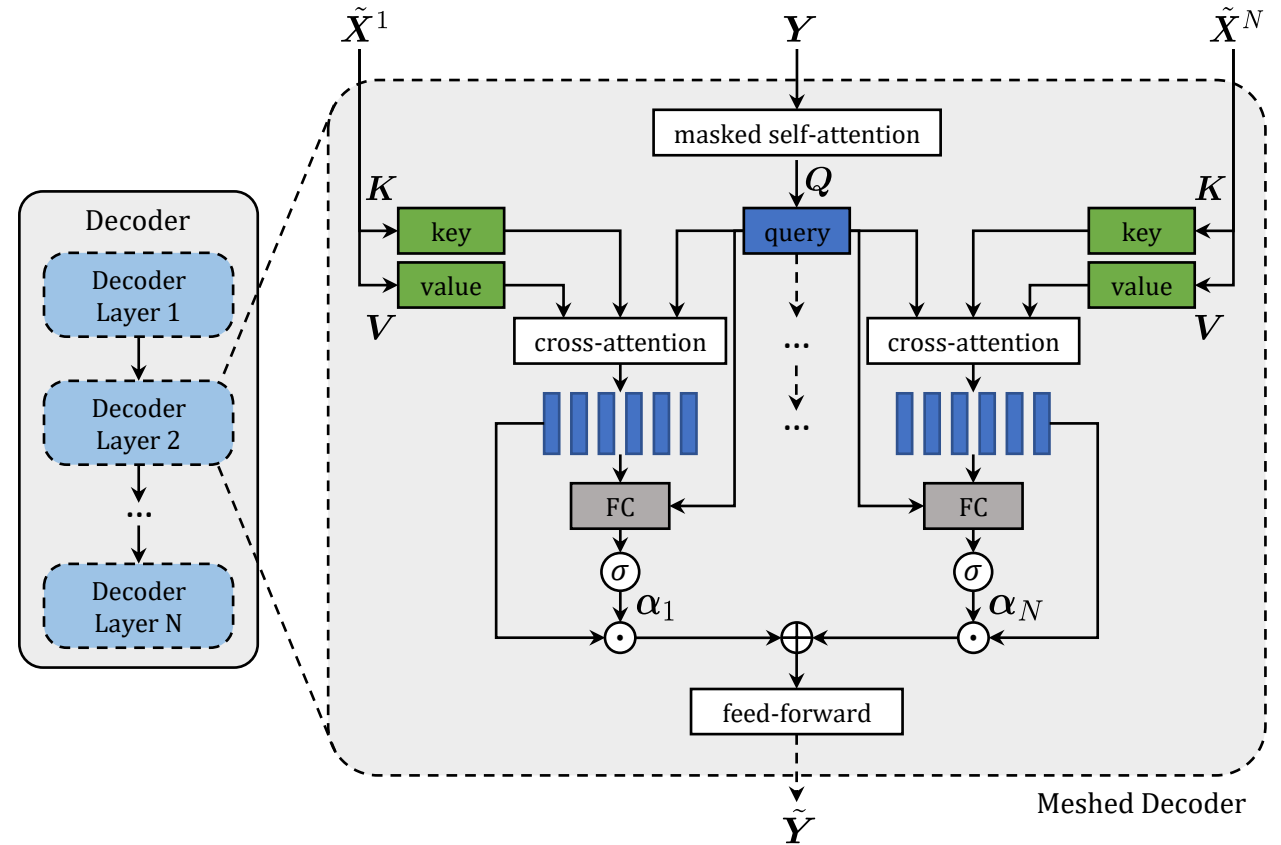 X̃¹
Y
X̃ᴺ
masked self-attention
Q
K
K
key
query
key
value
value
V
V
cross-attention
...
cross-attention
...
FC
FC
σ
σ
α₁
α_N
feed-forward
Ỹ
Meshed Decoder
Decoder
Decoder
Layer 1
Decoder
Layer 2
...
Decoder
Layer N